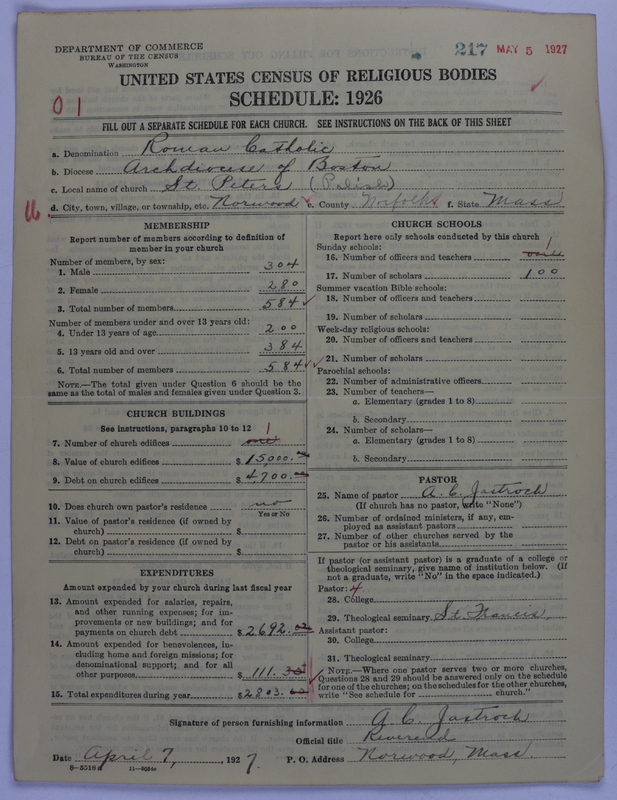 DEPARTMENT OF COMMERCE
BUREAU OF THE CENSUS
WASHINGTON
217 MAY 5 1927
UNITED STATES CENSUS OF RELIGIOUS BODIES
SCHEDULE: 1926
0 1
FILL OUT A SEPARATE SCHEDULE FOR EACH CHURCH. SEE INSTRUCTIONS ON THE BACK OF THIS SHEET
a. Denomination Roman Catholic
b. Diocese Archdiocese of Boston
c. Local name of church St. Peters (Polish)
d. City, town, village, or township, etc. Norwood e. County Norfolk f. State Mass
MEMBERSHIP
Report number of members according to definition of
member in your church
Number of members, by sex:
1. Male 304
2. Female 280
3. Total number of members 584
Number of members under and over 13 years old:
4. Under 13 years of age 200
5. 13 years old and over 384
6. Total number of members 584
NOTE.—The total given under Question 6 should be the
same as the total of males and females given under Question 3.
CHURCH BUILDINGS
See instructions, paragraphs 10 to 12
7. Number of church edifices one 1
8. Value of church edifices $15,000.00
9. Debt on church edifices $4700.00
10. Does church own pastor's residence no
Yes or No
11. Value of pastor's residence (if owned by
church) $
12. Debt on pastor's residence (if owned by
church) $
EXPENDITURES
Amount expended by your church during last fiscal year
13. Amount expended for salaries, repairs,
and other running expenses; for im-
provements or new buildings; and for
payments on church debt $2692.
14. Amount expended for benevolences, in-
cluding home and foreign missions; for
denominational support; and for all
other purposes $111.
15. Total expenditures during year $2803.
CHURCH SCHOOLS
Report here only schools conducted by this church
Sunday schools:
16. Number of officers and teachers one 1
17. Number of scholars 100
Summer vacation Bible schools:
18. Number of officers and teachers
19. Number of scholars
Week-day religious schools:
20. Number of officers and teachers
21. Number of scholars
Parochial schools:
22. Number of administrative officers
23. Number of teachers—
a. Elementary (grades 1 to 8)
b. Secondary
24. Number of scholars—
a. Elementary (grades 1 to 8)
b. Secondary
PASTOR
25. Name of pastor A. C. Jastroch
(If church has no pastor, write "None")
26. Number of ordained ministers, if any, em-
ployed as assistant pastors
27. Number of other churches served by the
pastor or his assistants
If pastor (or assistant pastor) is a graduate of a college or
theological seminary, give name of institution below. (If
not a graduate, write "No" in the space indicated.)
Pastor: 4
28. College
29. Theological seminary St. Francis
Assistant pastor:
30. College
31. Theological seminary
NOTE.—Where one pastor serves two or more churches,
Questions 28 and 29 should be answered only on the schedule
for one of the churches; on the schedules for the other churches,
write "See schedule for church."
Signature of person furnishing information A. C. Jastroch
Official title Reverend
Date April 7, 1927 P. O. Address Norwood, Mass.